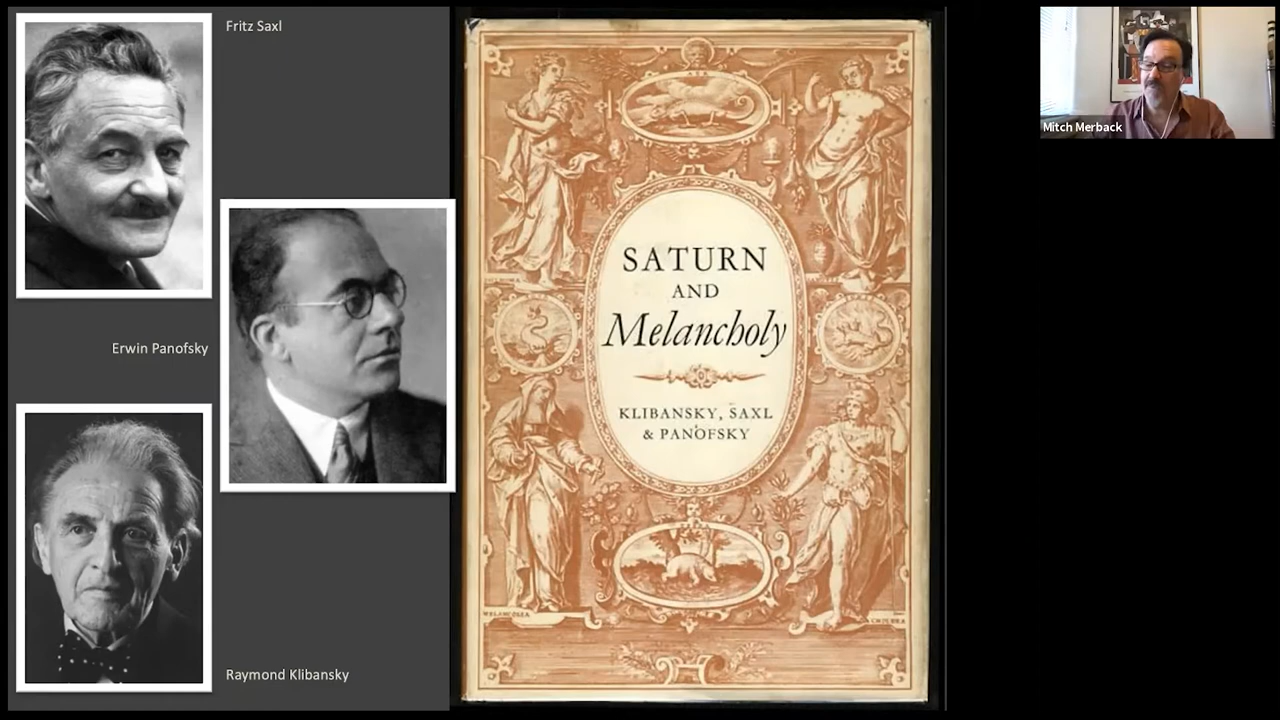 Fritz Saxl
Erwin Panofsky
Raymond Klibansky
SATURN
AND
Melancholy
KLIBANSKY, SAXL
& PANOFSKY
Mitch Merback